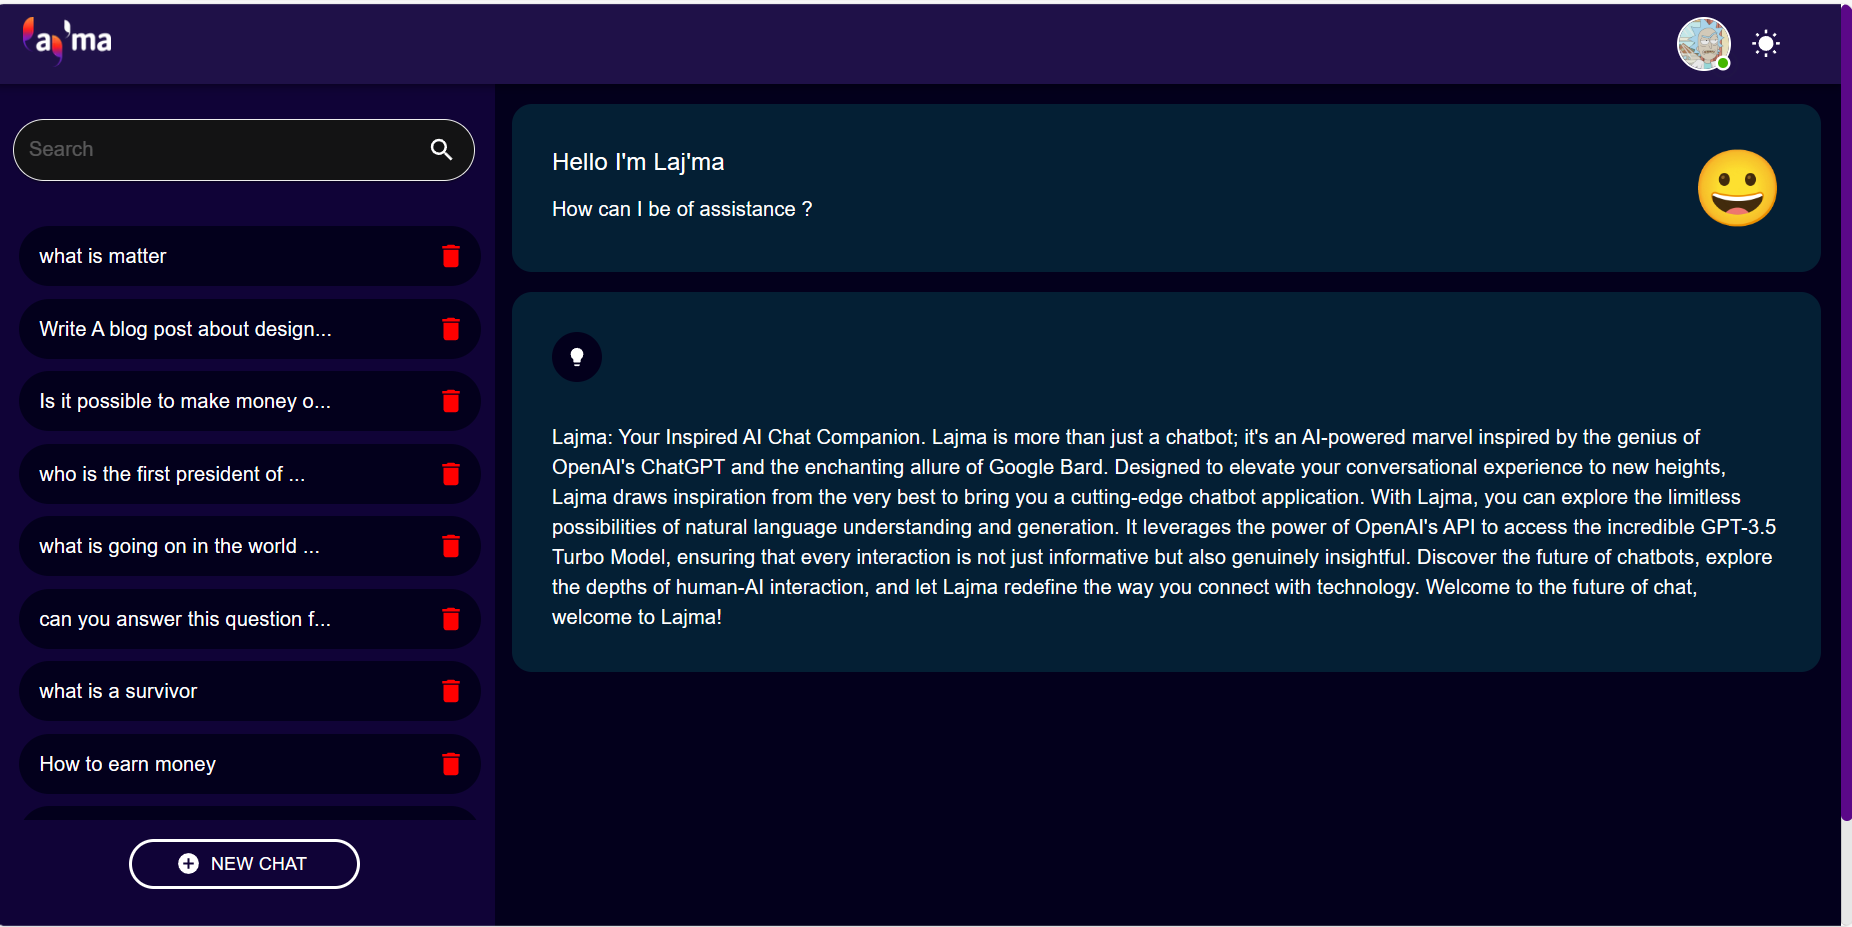 laj'ma
Search
what is matter
Write A blog post about design...
Is it possible to make money o...
who is the first president of ...
what is going on in the world ...
can you answer this question f...
what is a survivor
How to earn money
NEW CHAT
Hello I'm Laj'ma
How can I be of assistance ?
Lajma: Your Inspired AI Chat Companion. Lajma is more than just a chatbot; it's an AI-powered marvel inspired by the genius of
OpenAI's ChatGPT and the enchanting allure of Google Bard. Designed to elevate your conversational experience to new heights,
Lajma draws inspiration from the very best to bring you a cutting-edge chatbot application. With Lajma, you can explore the limitless
possibilities of natural language understanding and generation. It leverages the power of OpenAI's API to access the incredible GPT-3.5
Turbo Model, ensuring that every interaction is not just informative but also genuinely insightful. Discover the future of chatbots, explore
the depths of human-AI interaction, and let Lajma redefine the way you connect with technology. Welcome to the future of chat,
welcome to Lajma!